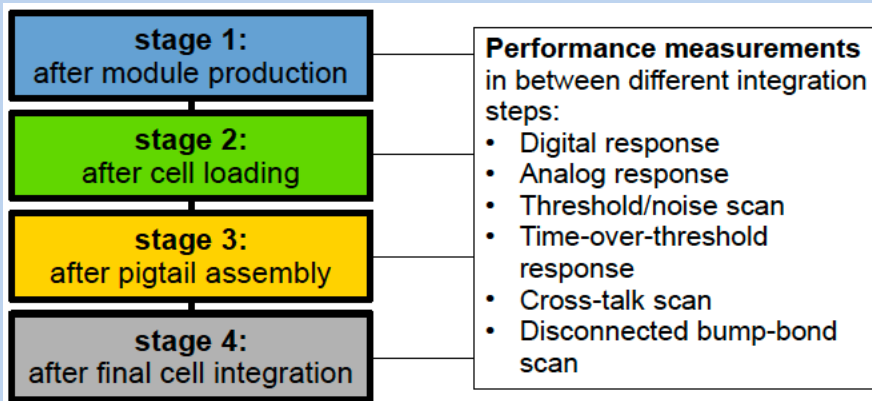 stage 1:
after module production
stage 2:
after cell loading
stage 3:
after pigtail assembly
stage 4:
after final cell integration
Performance measurements
in between different integration
steps:
• Digital response
• Analog response
• Threshold/noise scan
• Time-over-threshold
response
• Cross-talk scan
• Disconnected bump-bond
scan